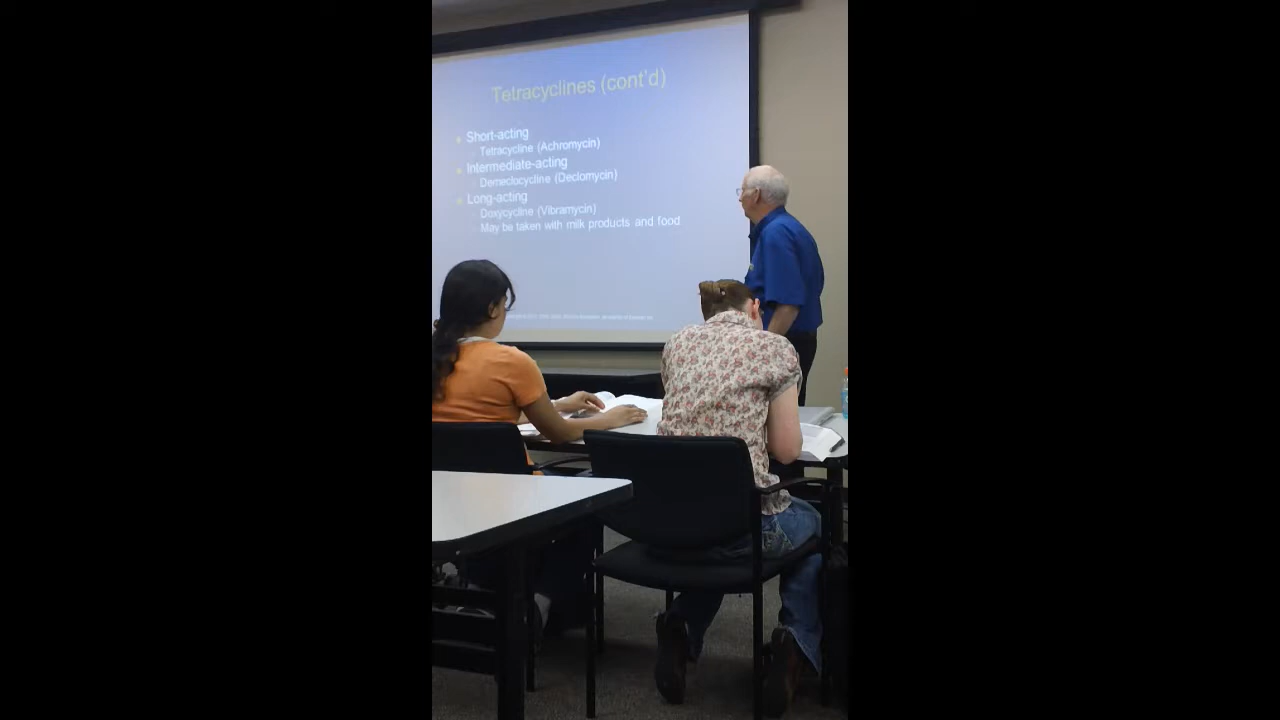 Tetracyclines (cont'd)
Short-acting
Tetracycline (Achromycin)
Intermediate-acting
Demeclocycline (Declomycin)
Long-acting
Doxycycline (Vibramycin)
May be taken with milk products and food